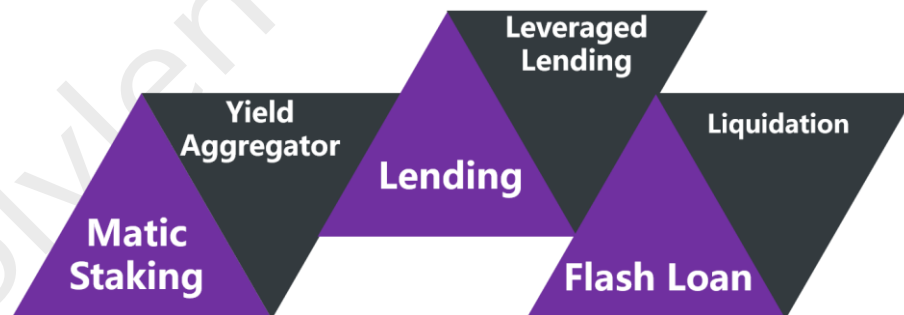 Leveraged
Lending
Yield
Aggregator
Liquidation
Lending
Matic
Staking
Flash Loan